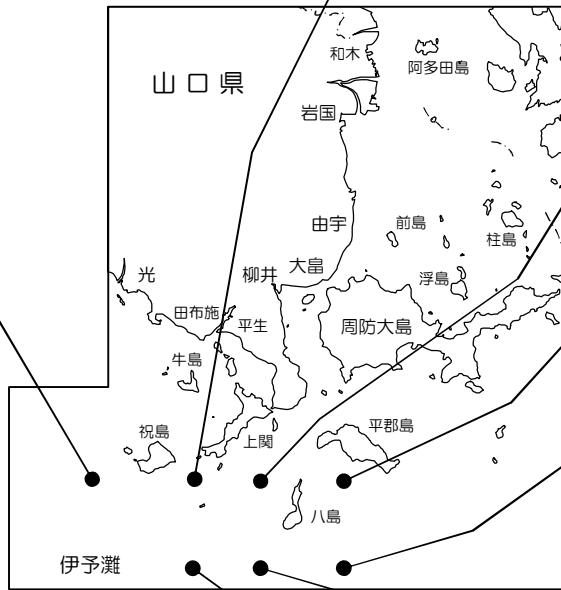 和木
阿多田島
山口県
岩国
由宇
前島
柱島
大畠
光
柳井
浮島
田布施
平生
周防大島
牛島
祝島
上関
平郡島
八島
伊予灘